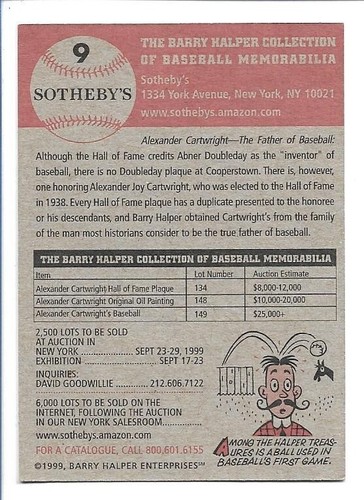 9
SOTHEBY'S
THE BARRY HALPER COLLECTION
OF BASEBALL MEMORABILIA
Sotheby's
1334 York Avenue, New York, NY 10021
www.sothebys.amazon.com
Alexander Cartwright—The Father of Baseball:
Although the Hall of Fame credits Abner Doubleday as the "inventor" of
baseball, there is no Doubleday plaque at Cooperstown. There is, however,
one honoring Alexander Joy Cartwright, who was elected to the Hall of Fame
in 1938. Every Hall of Fame plaque has a duplicate presented to the honoree
or his descendants, and Barry Halper obtained Cartwright's from the family
of the man most historians consider to be the true father of baseball.
THE BARRY HALPER COLLECTION OF BASEBALL MEMORABILIA
Item Lot Number Auction Estimate
Alexander Cartwright Hall of Fame Plaque 134 $8,000-12,000
Alexander Cartwright Original Oil Painting 148 $10,000-20,000
Alexander Cartwright's Baseball 149 $25,000+
2,500 LOTS TO BE SOLD
AT AUCTION IN
NEW YORK ..... SEPT 23-29, 1999
EXHIBITION ..... SEPT 17-23
INQUIRIES:
DAVID GOODWILLIE ..... 212.606.7122
6,000 LOTS TO BE SOLD ON THE
INTERNET, FOLLOWING THE AUCTION
IN OUR NEW YORK SALESROOM.....
www.sothebys.amazon.com
FOR A CATALOGUE, CALL 800.601.6155
©1999, BARRY HALPER ENTERPRISES℠
AMONG THE HALPER TREAS-
URES IS A BALL USED IN
BASEBALL'S FIRST GAME.